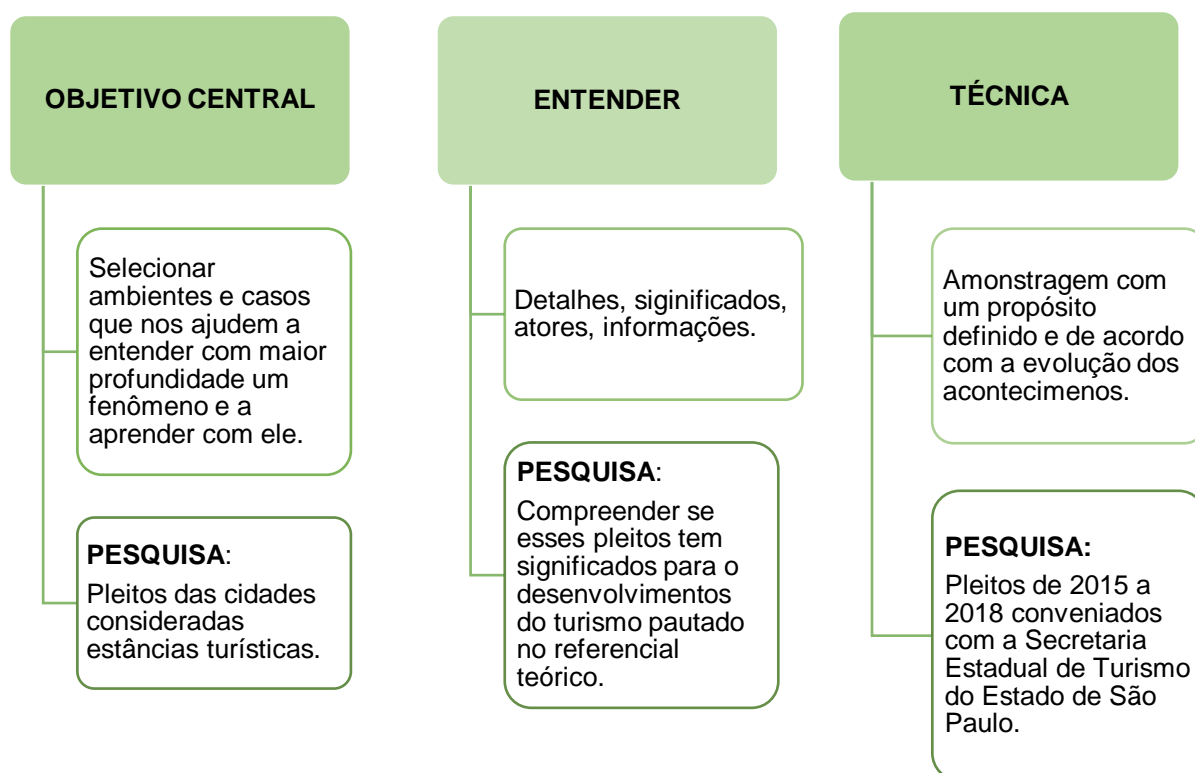 OBJETIVO CENTRAL
Selecionar
ambientes e casos
que nos ajudem a
entender com maior
profundidade um
fenômeno e a
aprender com ele.
PESQUISA:
Pleitos das cidades
consideradas
estâncias turísticas.
ENTENDER
Detalhes, siginificados,
atores, informações.
PESQUISA:
Compreender se
esses pleitos tem
significados para o
desenvolvimentos
do turismo pautado
no referencial
teórico.
TÉCNICA
Amonstragem com
um propósito
definido e de acordo
com a evolução dos
acontecimenos.
PESQUISA:
Pleitos de 2015 a
2018 conveniados
com a Secretaria
Estadual de Turismo
do Estado de São
Paulo.